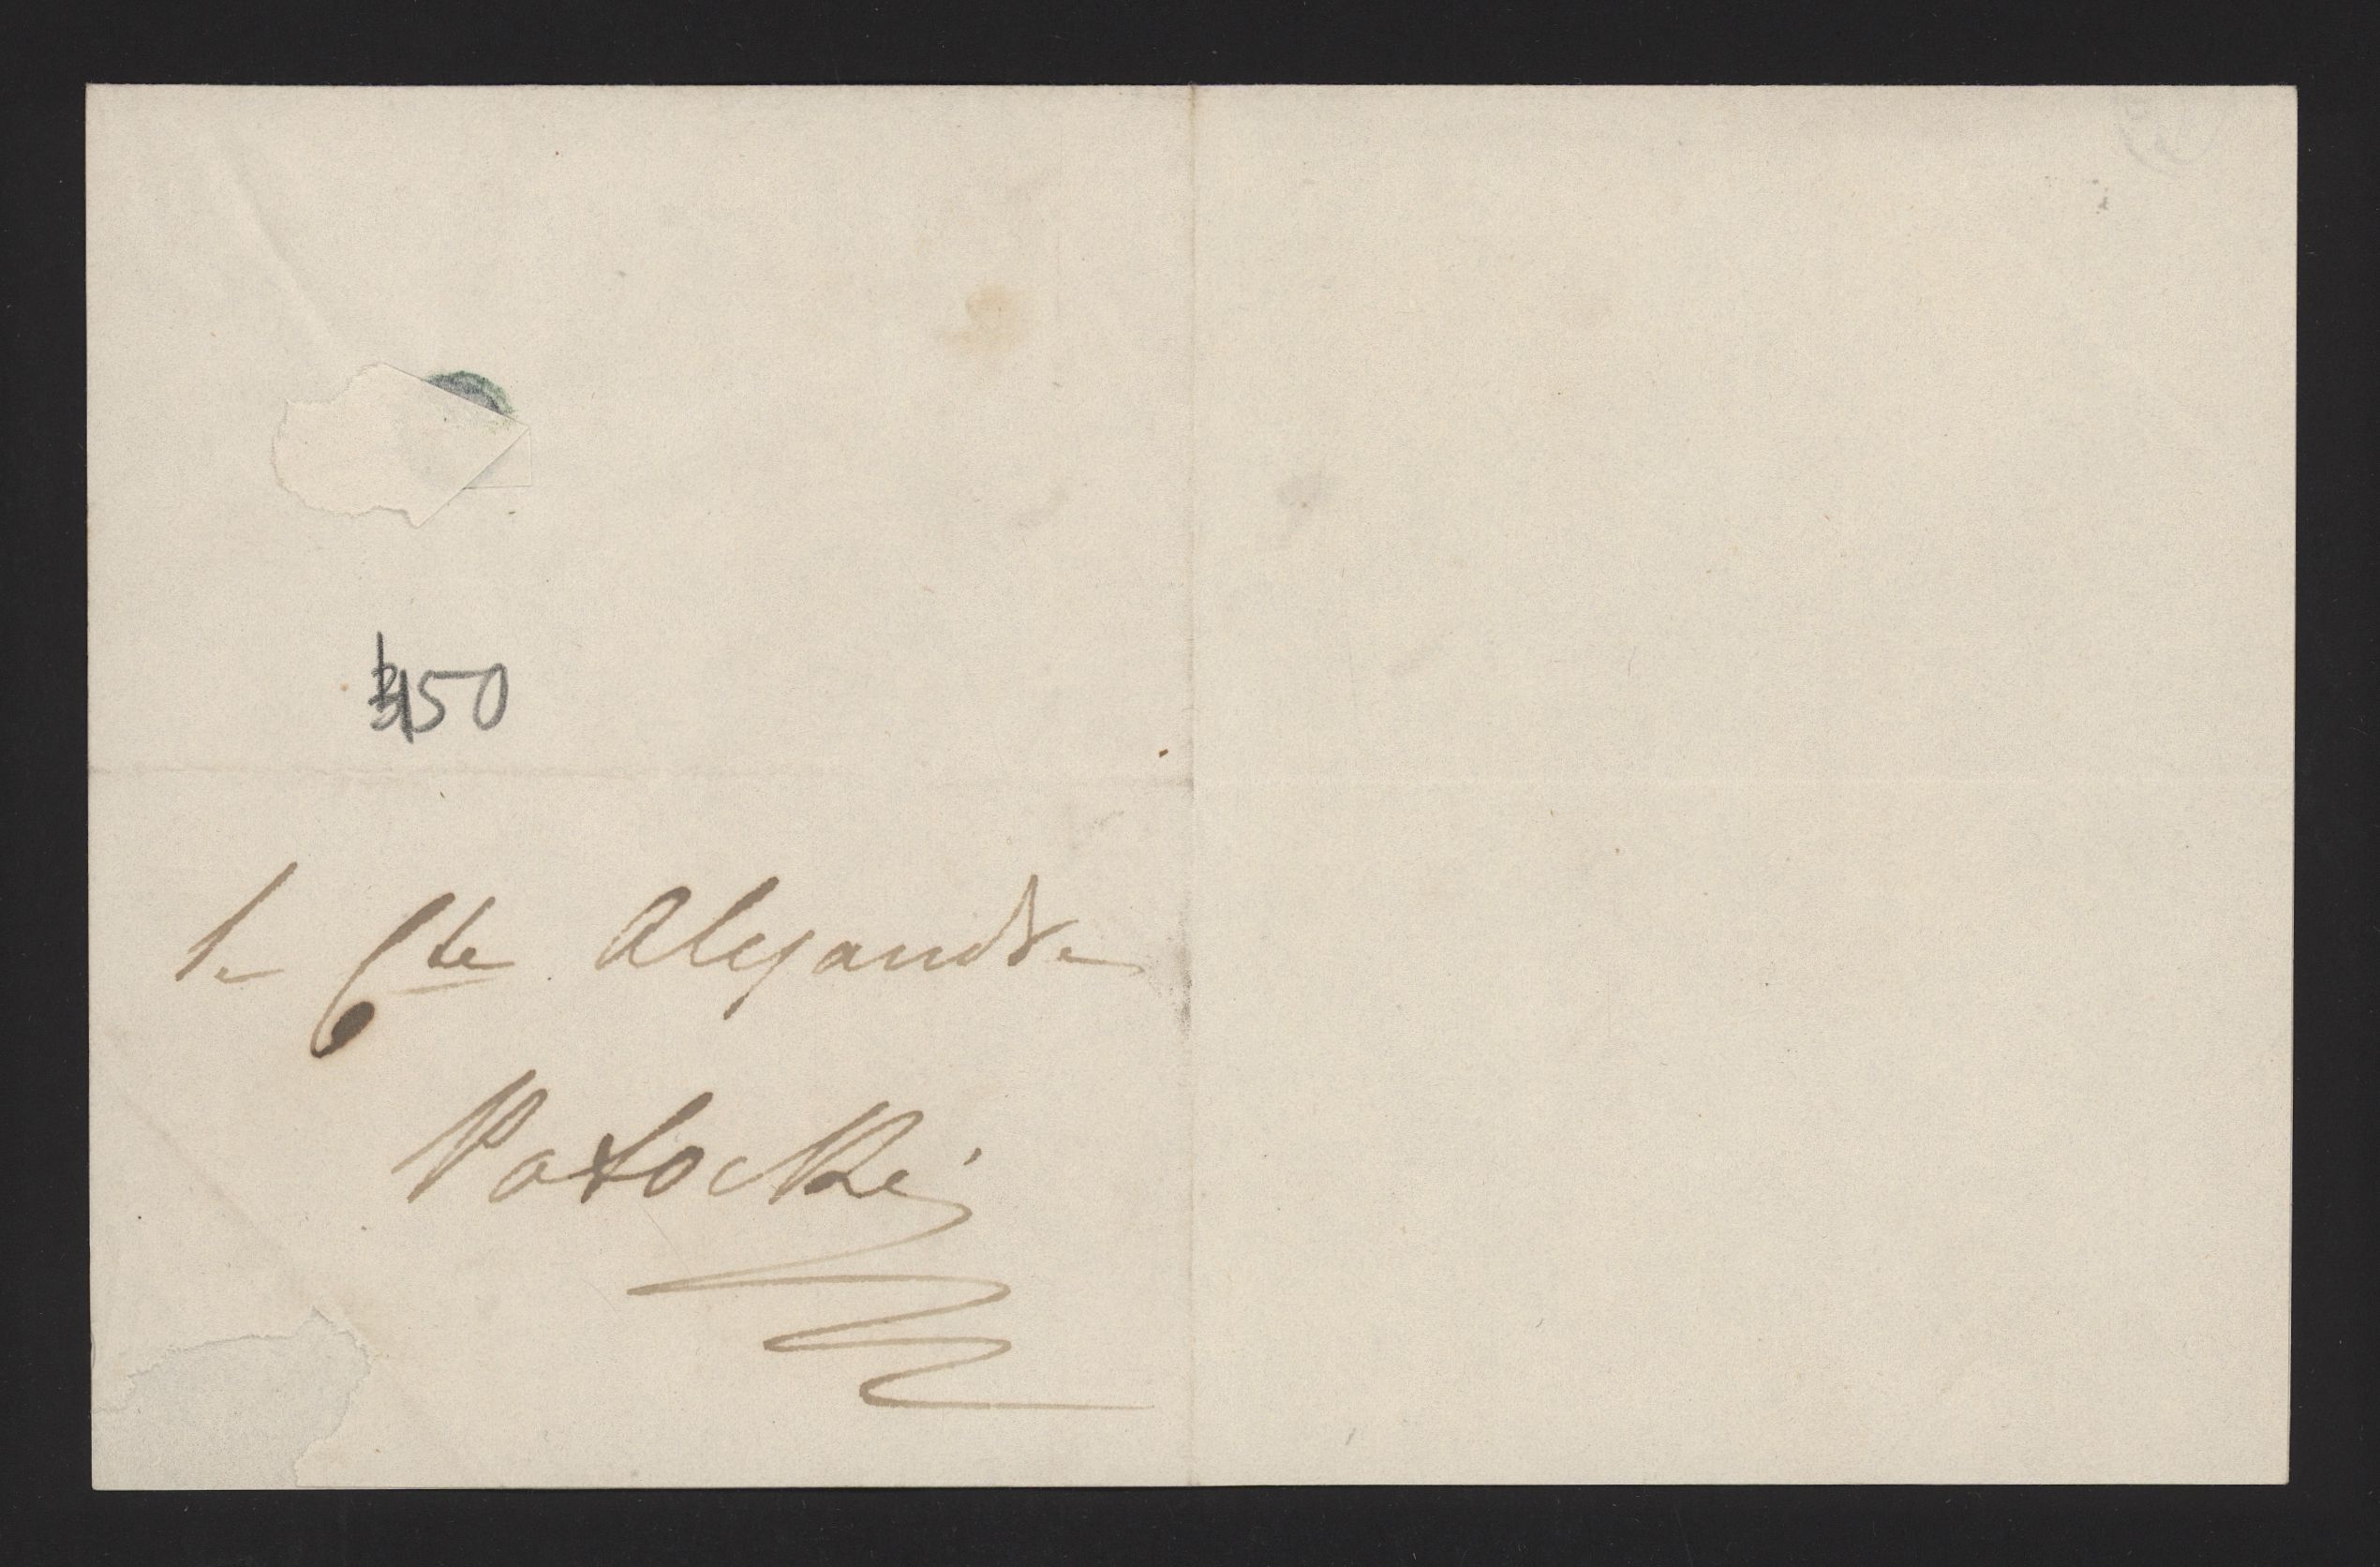 150
le Cte Alexandre
Potocki